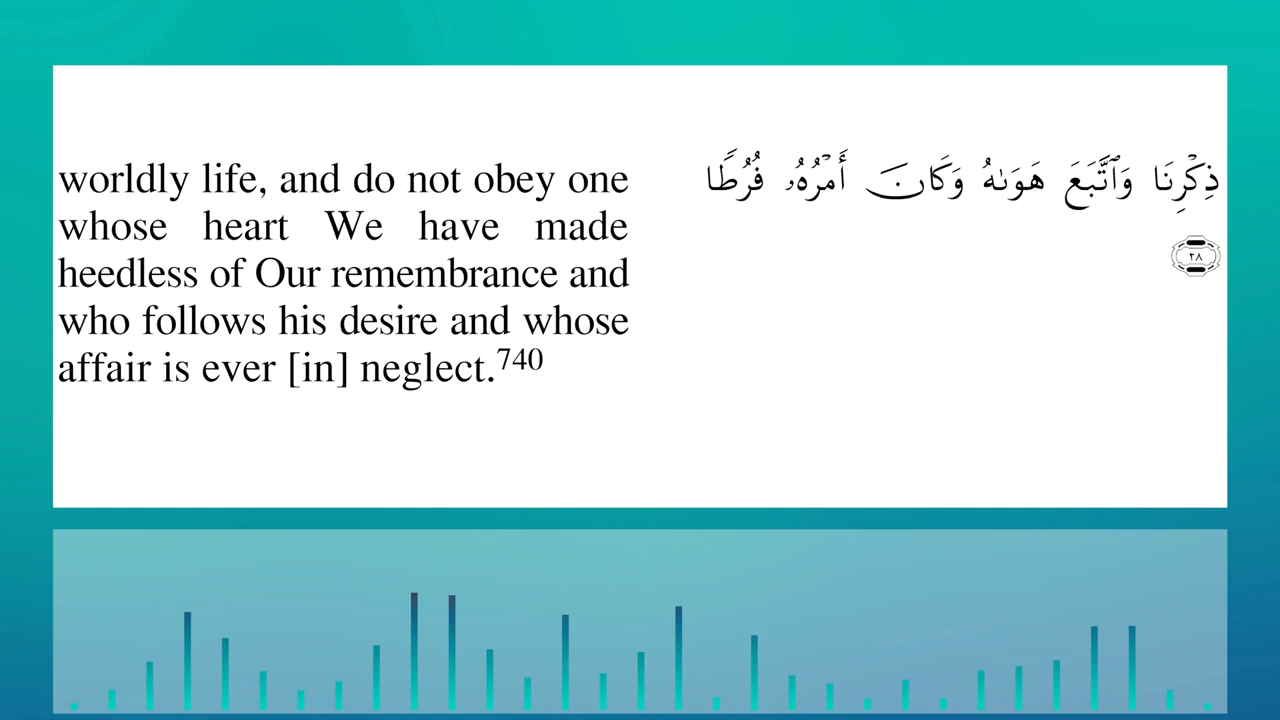 worldly life, and do not obey one
whose heart We have made
heedless of Our remembrance and
who follows his desire and whose
affair is ever [in] neglect.740
ذِكْرِنَا وَٱتَّبَعَ هَوَىٰهُ وَكَانَ أَمْرُهُۥ فُرُطًا
٢٨